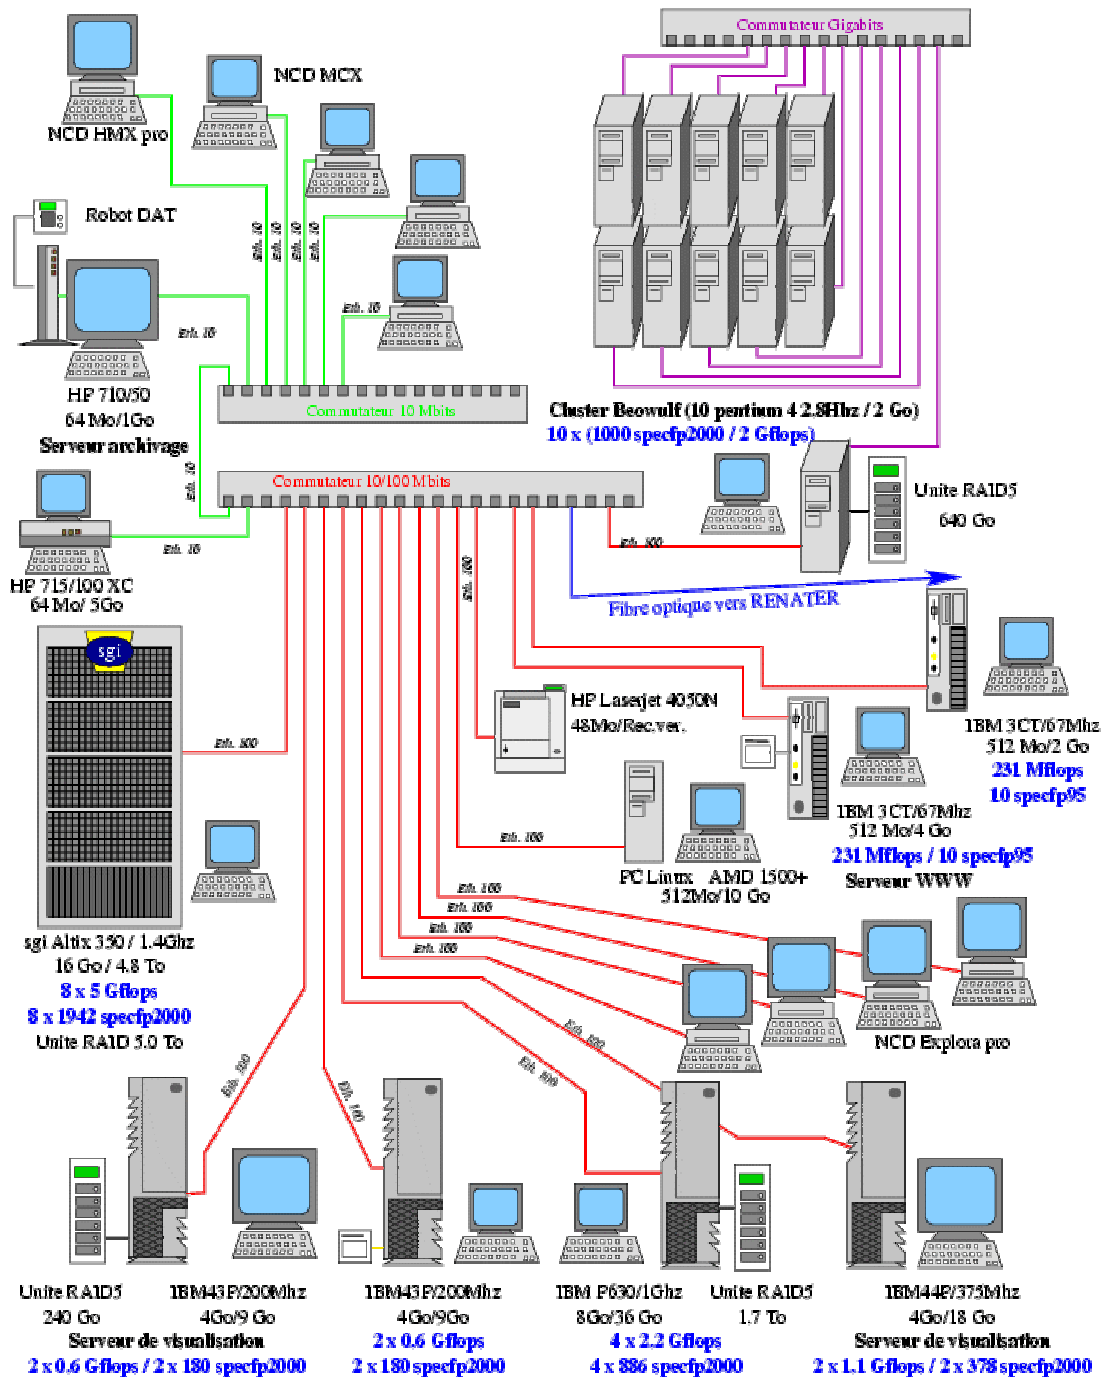 Commutateur Gigabits
NCD MCX
NCD HMX pro
Robot DAT
Eth. 10
Eth. 10
Eth. 10
Eth. 10
Eth. 10
Eth. 10
HP 710/50
64 Mo/1Go
Serveur archivage
Commutateur 10 Mbits
Cluster Beowulf (10 pentium 4 2.8Hhz / 2 Go)
10 x (1000 specfp2000 / 2 Gflops)
Eth. 10
Commutateur 10/100 Mbits
Unite RAID5
640 Go
Eth. 10
Eth. 100
HP 715/100 XC
64 Mo/ 5Go
Eth. 100
Fibre optique vers RENATER
sgi
HP Laserjet 4050N
48Mo/Rec.ver.
Eth. 100
IBM 3CT/67Mhz
512 Mo/2 Go
231 Mflops
10 specfp95
IBM 3CT/67Mhz
512 Mo/4 Go
231 Mflops / 10 specfp95
Serveur WWW
Eth. 100
PC Linux AMD 1500+
512Mo/10 Go
Eth. 100
Eth. 100
Eth. 100
Eth. 100
sgi Altix 350 / 1.4Ghz
16 Go / 4.8 To
8 x 5 Gflops
8 x 1942 specfp2000
Unite RAID 5.0 To
NCD Explora pro
Eth. 100
Eth. 100
Eth. 100
Eth. 100
Unite RAID5
240 Go
IBM43P/200Mhz
4Go/9 Go
Serveur de visualisation
2 x 0.6 Gflops / 2 x 180 specfp2000
IBM43P/200Mhz
4Go/9Go
2 x 0.6 Gflops
2 x 180 specfp2000
IBM P630/1Ghz
8Go/36 Go
4 x 2.2 Gflops
4 x 886 specfp2000
Unite RAID5
1.7 To
IBM44P/375Mhz
4Go/18 Go
Serveur de visualisation
2 x 1.1 Gflops / 2 x 378 specfp2000